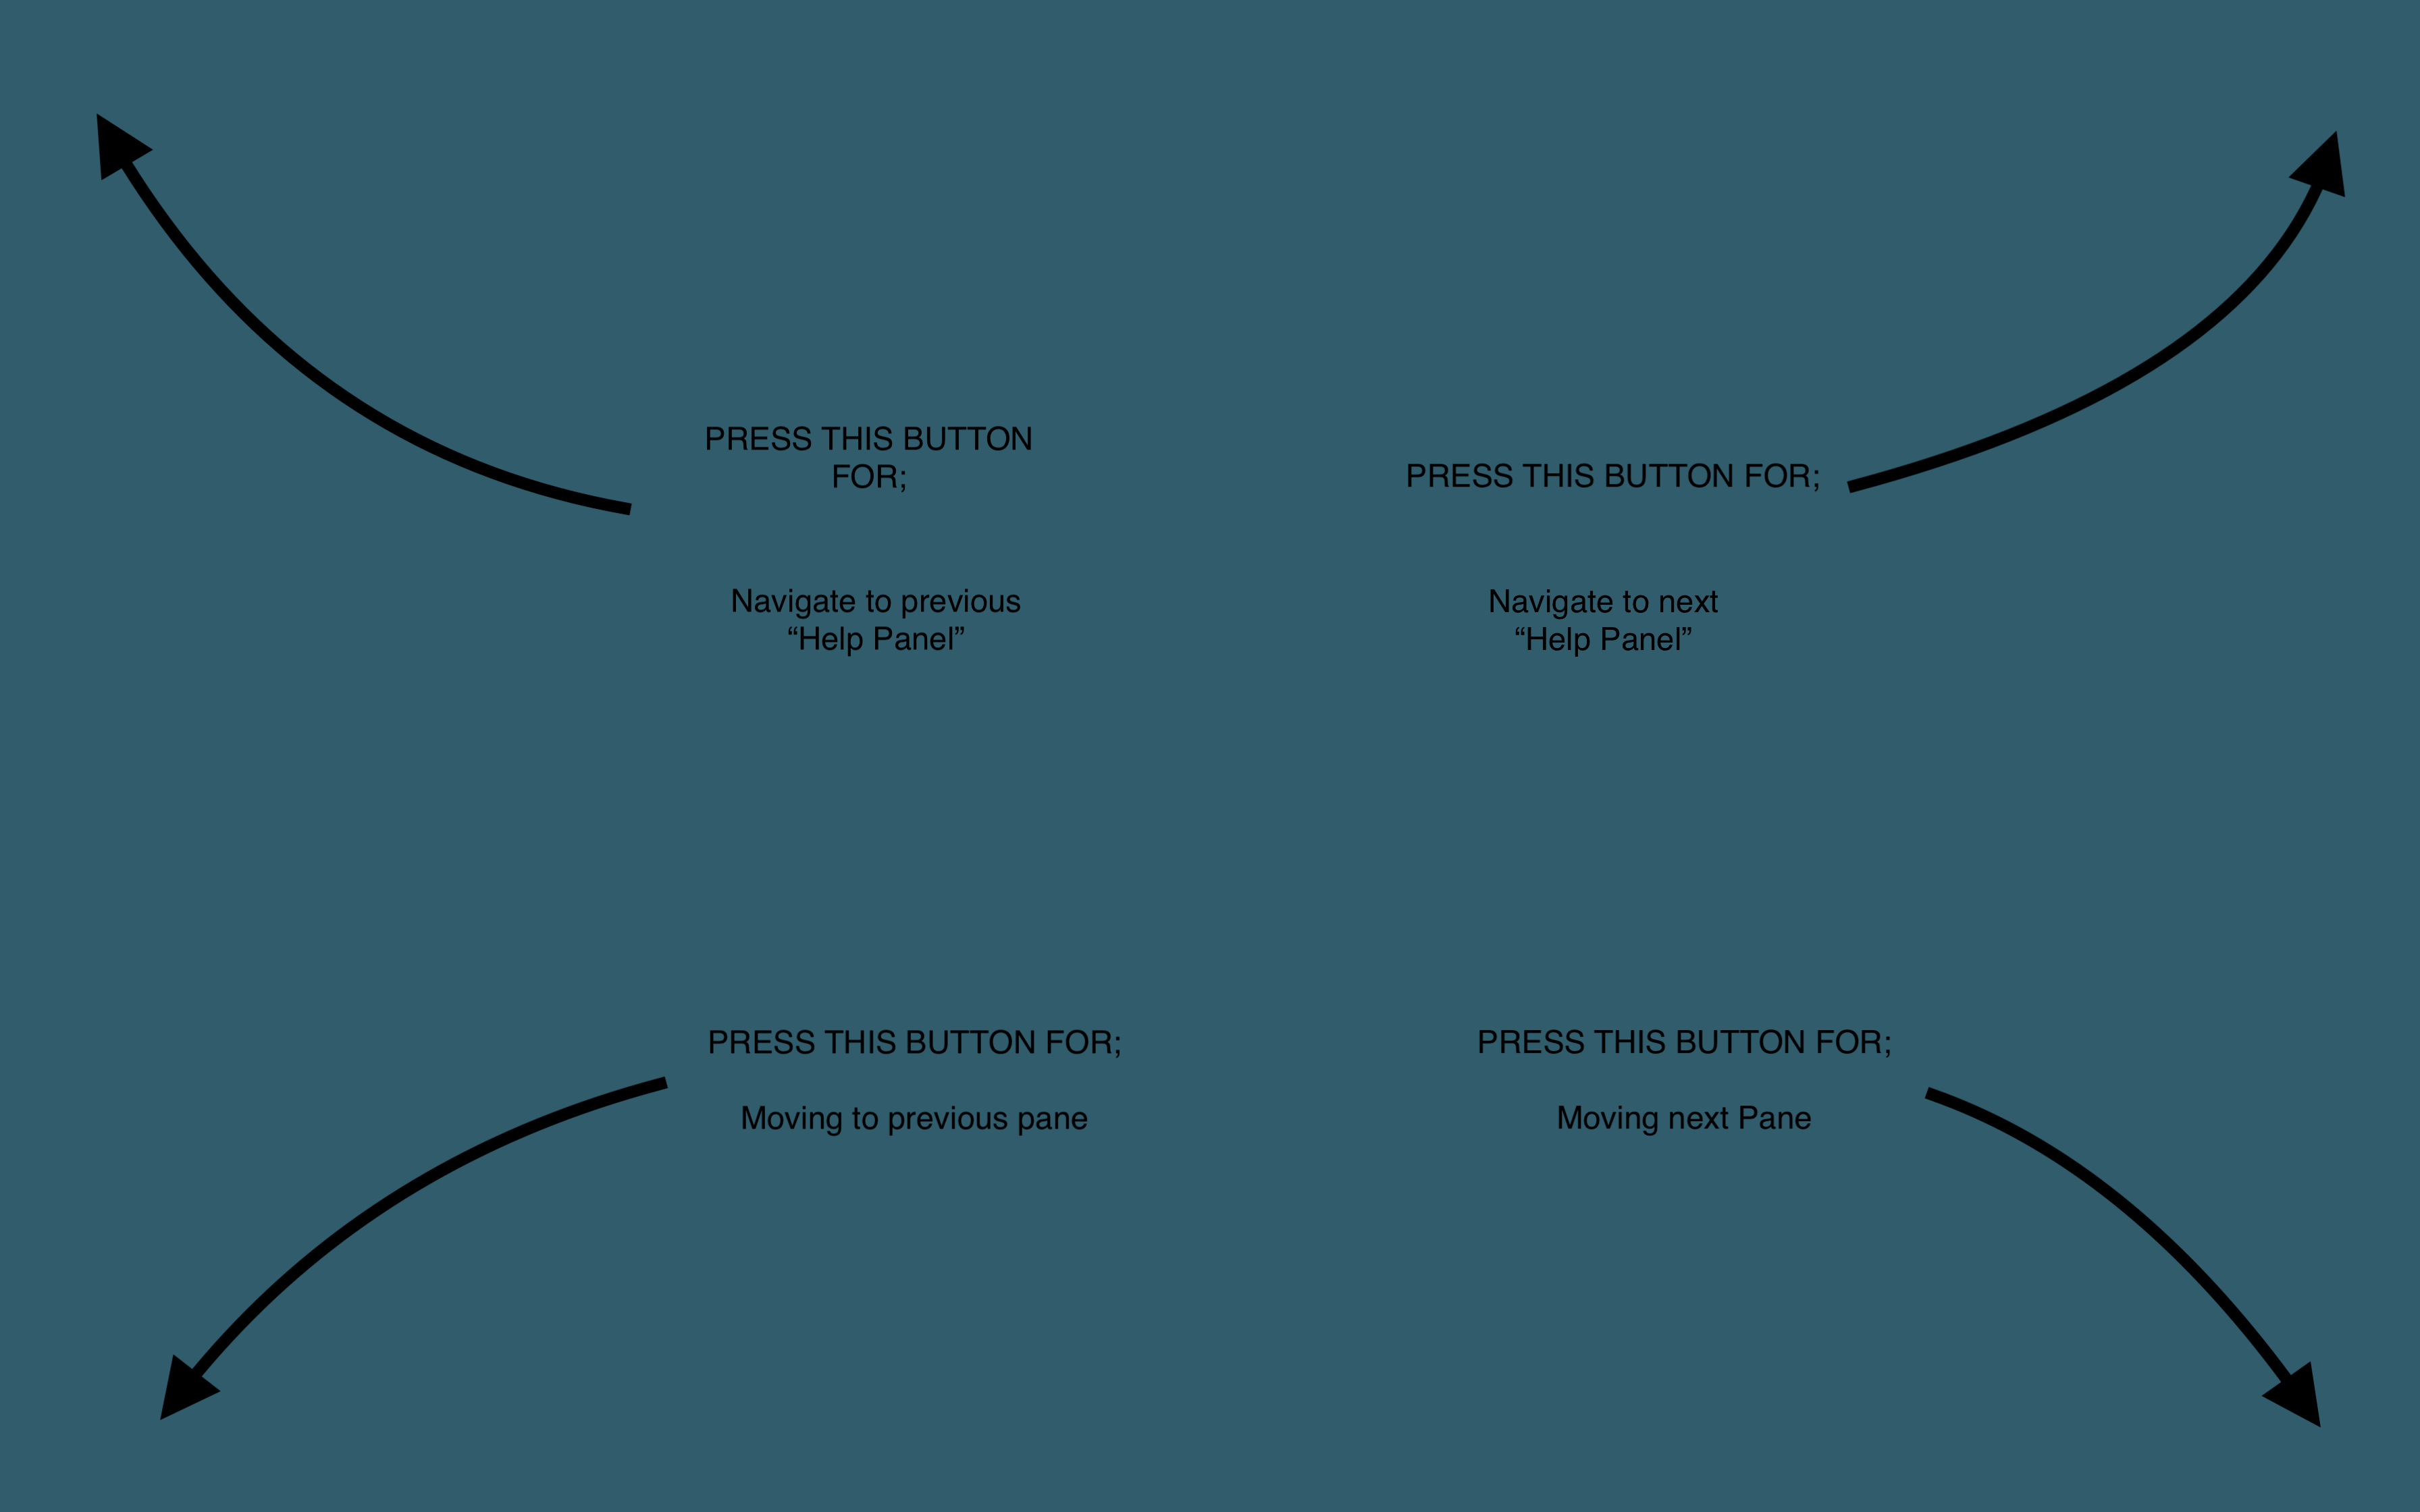 PRESS THIS BUTTON
FOR;
Navigate to previous
“Help Panel”
PRESS THIS BUTTON FOR;
Navigate to next
“Help Panel”
PRESS THIS BUTTON FOR;
Moving to previous pane
PRESS THIS BUTTON FOR;
Moving next Pane